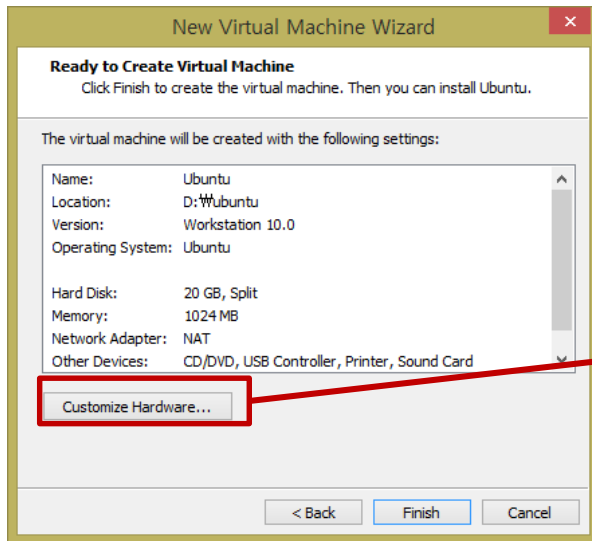 New Virtual Machine Wizard
Ready to Create Virtual Machine
Click Finish to create the virtual machine. Then you can install Ubuntu.
The virtual machine will be created with the following settings:
Name: Ubuntu
Location: D:₩ubuntu
Version: Workstation 10.0
Operating System: Ubuntu
Hard Disk: 20 GB, Split
Memory: 1024 MB
Network Adapter: NAT
Other Devices: CD/DVD, USB Controller, Printer, Sound Card
Customize Hardware...
< Back Finish Cancel